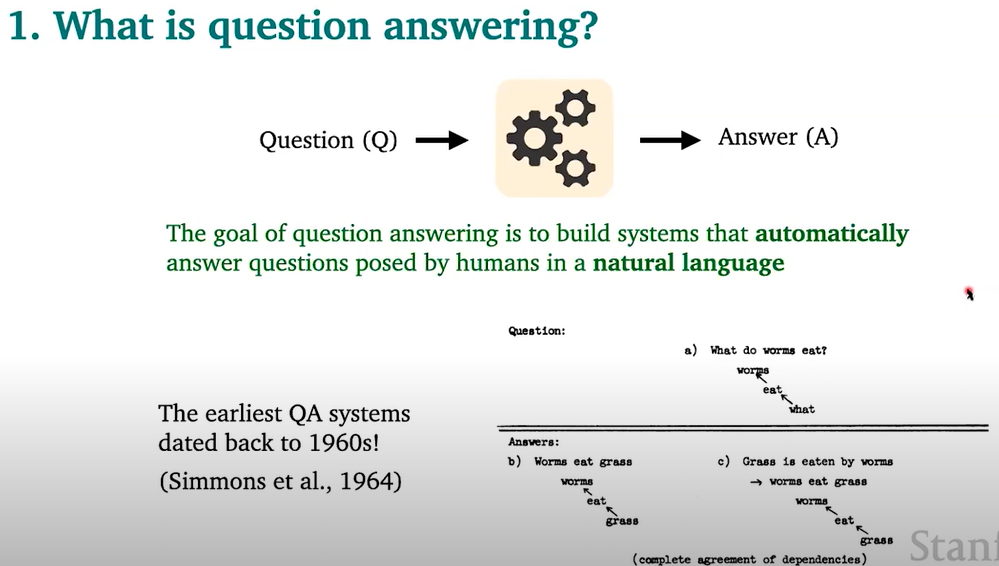 1. What is question answering?
Question (Q)
Answer (A)
The goal of question answering is to build systems that automatically
answer questions posed by humans in a natural language
The earliest QA systems
dated back to 1960s!
(Simmons et al., 1964)
Question:
a) What do worms eat?
worms
eat
what
Answers:
b) Worms eat grass
worms
eat
grass
c) Grass is eaten by worms
→ worms eat grass
worms
eat
grass
(complete agreement of dependencies)
Stanf